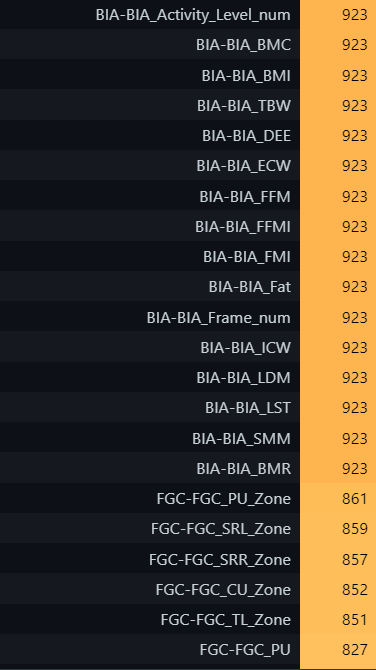 BIA-BIA_Activity_Level_num 923
BIA-BIA_BMC 923
BIA-BIA_BMI 923
BIA-BIA_TBW 923
BIA-BIA_DEE 923
BIA-BIA_ECW 923
BIA-BIA_FFM 923
BIA-BIA_FFMI 923
BIA-BIA_FMI 923
BIA-BIA_Fat 923
BIA-BIA_Frame_num 923
BIA-BIA_ICW 923
BIA-BIA_LDM 923
BIA-BIA_LST 923
BIA-BIA_SMM 923
BIA-BIA_BMR 923
FGC-FGC_PU_Zone 861
FGC-FGC_SRL_Zone 859
FGC-FGC_SRR_Zone 857
FGC-FGC_CU_Zone 852
FGC-FGC_TL_Zone 851
FGC-FGC_PU 827